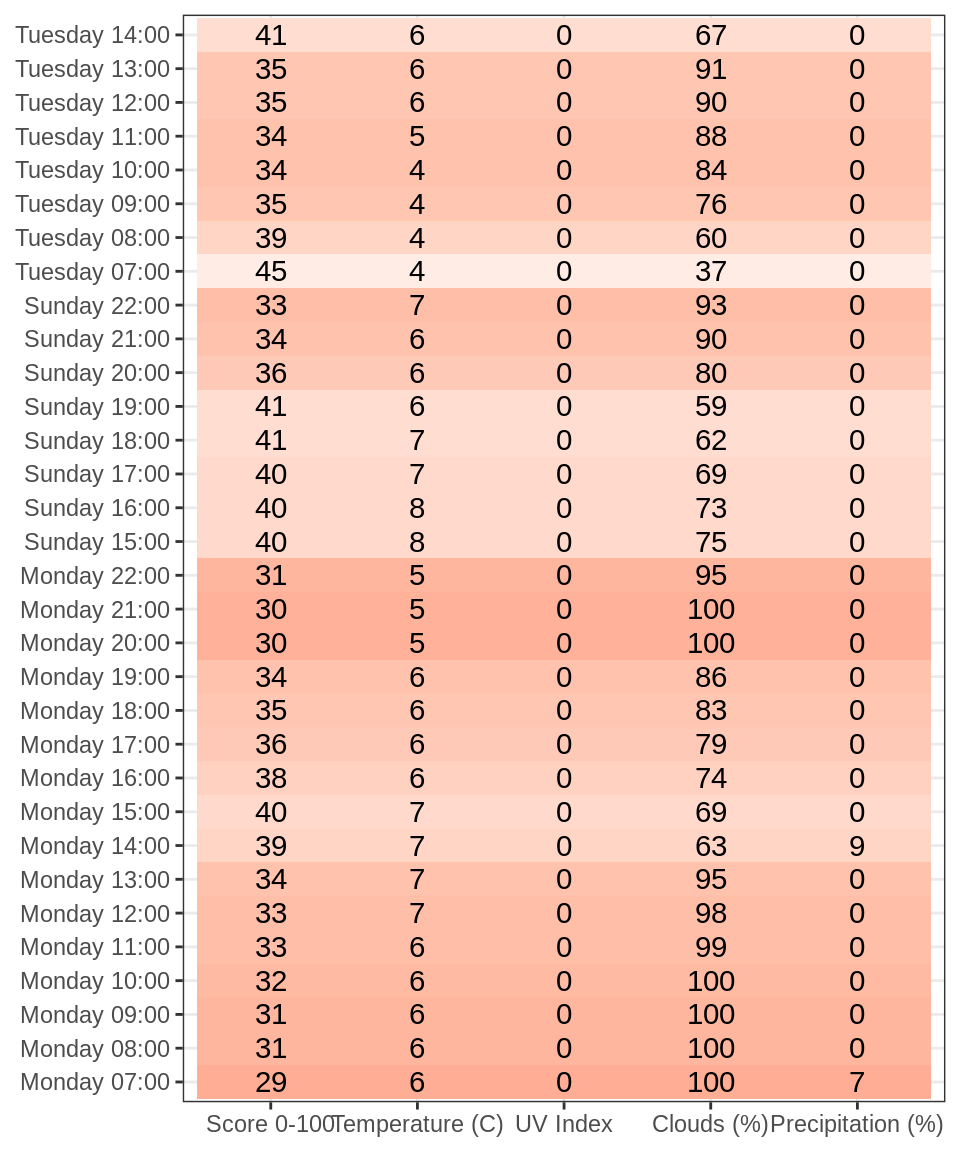 Tuesday 14:00 41 6 0 67 0
Tuesday 13:00 35 6 0 91 0
Tuesday 12:00 35 6 0 90 0
Tuesday 11:00 34 5 0 88 0
Tuesday 10:00 34 4 0 84 0
Tuesday 09:00 35 4 0 76 0
Tuesday 08:00 39 4 0 60 0
Tuesday 07:00 45 4 0 37 0
Sunday 22:00 33 7 0 93 0
Sunday 21:00 34 6 0 90 0
Sunday 20:00 36 6 0 80 0
Sunday 19:00 41 6 0 59 0
Sunday 18:00 41 7 0 62 0
Sunday 17:00 40 7 0 69 0
Sunday 16:00 40 8 0 73 0
Sunday 15:00 40 8 0 75 0
Monday 22:00 31 5 0 95 0
Monday 21:00 30 5 0 100 0
Monday 20:00 30 5 0 100 0
Monday 19:00 34 6 0 86 0
Monday 18:00 35 6 0 83 0
Monday 17:00 36 6 0 79 0
Monday 16:00 38 6 0 74 0
Monday 15:00 40 7 0 69 0
Monday 14:00 39 7 0 63 9
Monday 13:00 34 7 0 95 0
Monday 12:00 33 7 0 98 0
Monday 11:00 33 6 0 99 0
Monday 10:00 32 6 0 100 0
Monday 09:00 31 6 0 100 0
Monday 08:00 31 6 0 100 0
Monday 07:00 29 6 0 100 7
Score 0-100 Temperature (C) UV Index Clouds (%) Precipitation (%)